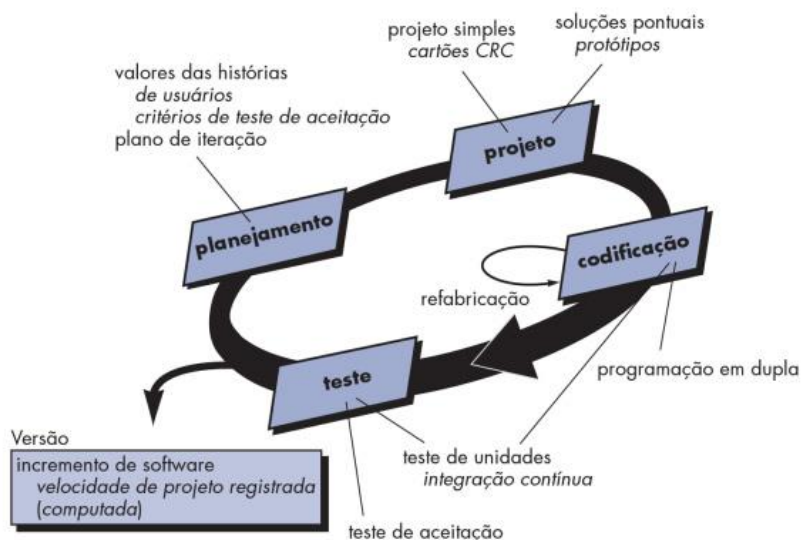 projeto simples
cartões CRC
soluções pontuais
protótipos
valores das histórias
de usuários
critérios de teste de aceitação
plano de iteração
projeto
planejamento
codificação
refabricação
teste
programação em dupla
Versão
incremento de software
velocidade de projeto registrada
(computada)
teste de unidades
integração contínua
teste de aceitação